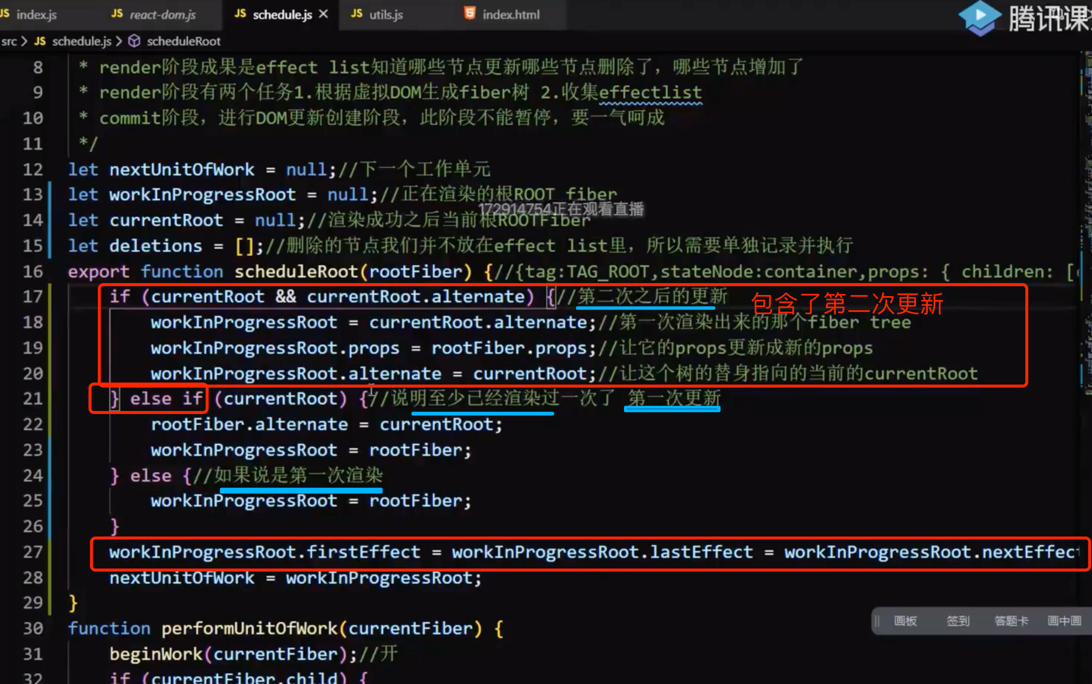 index.js
react-dom.js
schedule.js
utils.js
index.html
腾讯课
src > JS schedule.js > scheduleRoot
8 * render阶段成果是effect list知道哪些节点更新哪些节点删除了，哪些节点增加了
9 * render阶段有两个任务1.根据虚拟DOM生成fiber树 2.收集effectlist
10 * commit阶段，进行DOM更新创建阶段，此阶段不能暂停，要一气呵成
11 */
12 let nextUnitOfWork = null;//下一个工作单元
13 let workInProgressRoot = null;//正在渲染的根ROOT fiber
172914754正在观看直播
14 let currentRoot = null;//渲染成功之后当前根ROOTFiber
15 let deletions = [];//删除的节点我们并不放在effect list里，所以需要单独记录并执行
16 export function scheduleRoot(rootFiber) {//{tag:TAG_ROOT,stateNode:container,props: { children: [
17 if (currentRoot && currentRoot.alternate) {//第二次之后的更新
包含了第二次更新
18 workInProgressRoot = currentRoot.alternate;//第一次渲染出来的那个fiber tree
19 workInProgressRoot.props = rootFiber.props;//让它的props更新成新的props
20 workInProgressRoot.alternate = currentRoot;//让这个树的替身指向的当前的currentRoot
21 } else if (currentRoot) {//说明至少已经渲染过一次了 第一次更新
22 rootFiber.alternate = currentRoot;
23 workInProgressRoot = rootFiber;
24 } else {//如果说是第一次渲染
25 workInProgressRoot = rootFiber;
26 }
27 workInProgressRoot.firstEffect = workInProgressRoot.lastEffect = workInProgressRoot.nextEffect
28 nextUnitOfWork = workInProgressRoot;
29 }
画板 签到 答题卡 画中画
30 function performUnitOfWork(currentFiber) {
31 beginWork(currentFiber);//开
32 if (currentFiber.child) {